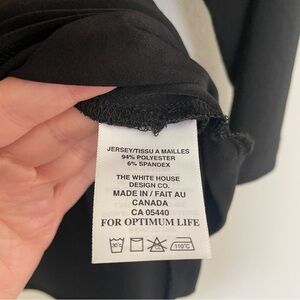 JERSEY/TISSU A MAILLES
94% POLYESTER
6% SPANDEX
THE WHITE HOUSE
DESIGN CO.
MADE IN / FAIT AU
CANADA
CA 05440
FOR OPTIMUM LIFE
30°C
110°C